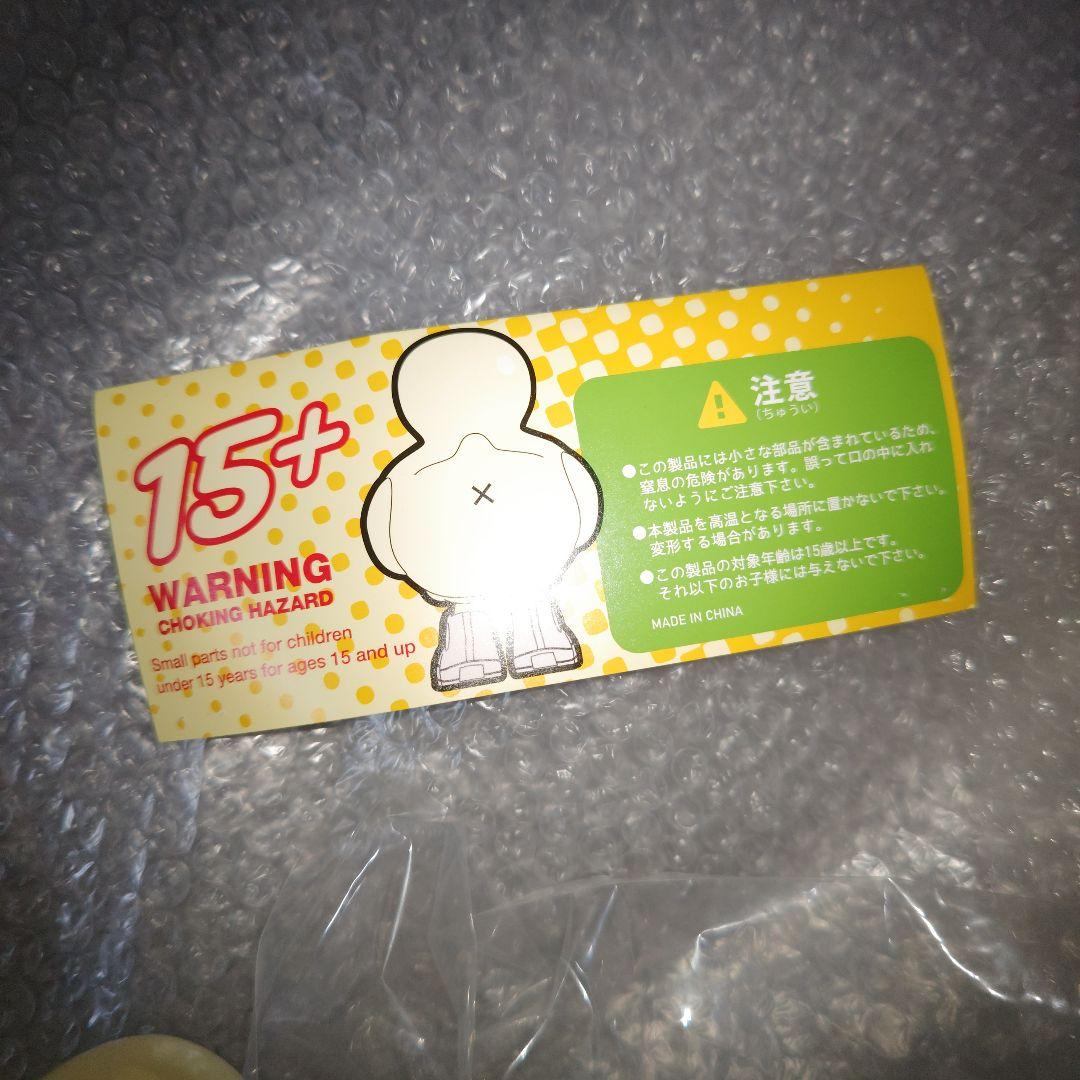 15+
WARNING
CHOKING HAZARD
Small parts not for children
under 15 years for ages 15 and up
注意
(ちゅうい)
●この製品には小さな部品が含まれているため、
窒息の危険があります。誤って口の中に入れ
ないようにご注意下さい。
●本製品を高温となる場所に置かないで下さい。
変形する場合があります。
●この製品の対象年齢は15歳以上です。
それ以下のお子様には与えないで下さい。
MADE IN CHINA